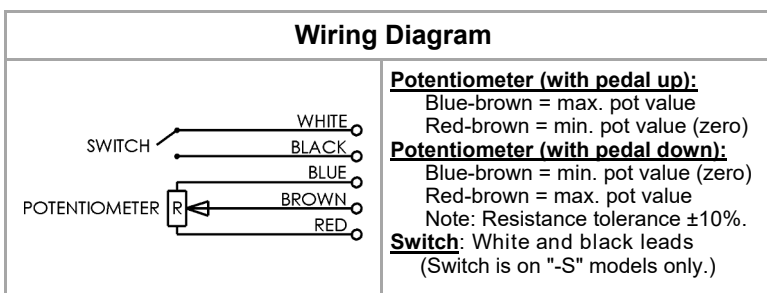 Wiring Diagram
SWITCH
WHITE
BLACK
BLUE
POTENTIOMETER
R
BROWN
RED
Potentiometer (with pedal up):
Blue-brown = max. pot value
Red-brown = min. pot value (zero)
Potentiometer (with pedal down):
Blue-brown = min. pot value (zero)
Red-brown = max. pot value
Note: Resistance tolerance ±10%.
Switch: White and black leads
(Switch is on "-S" models only.)